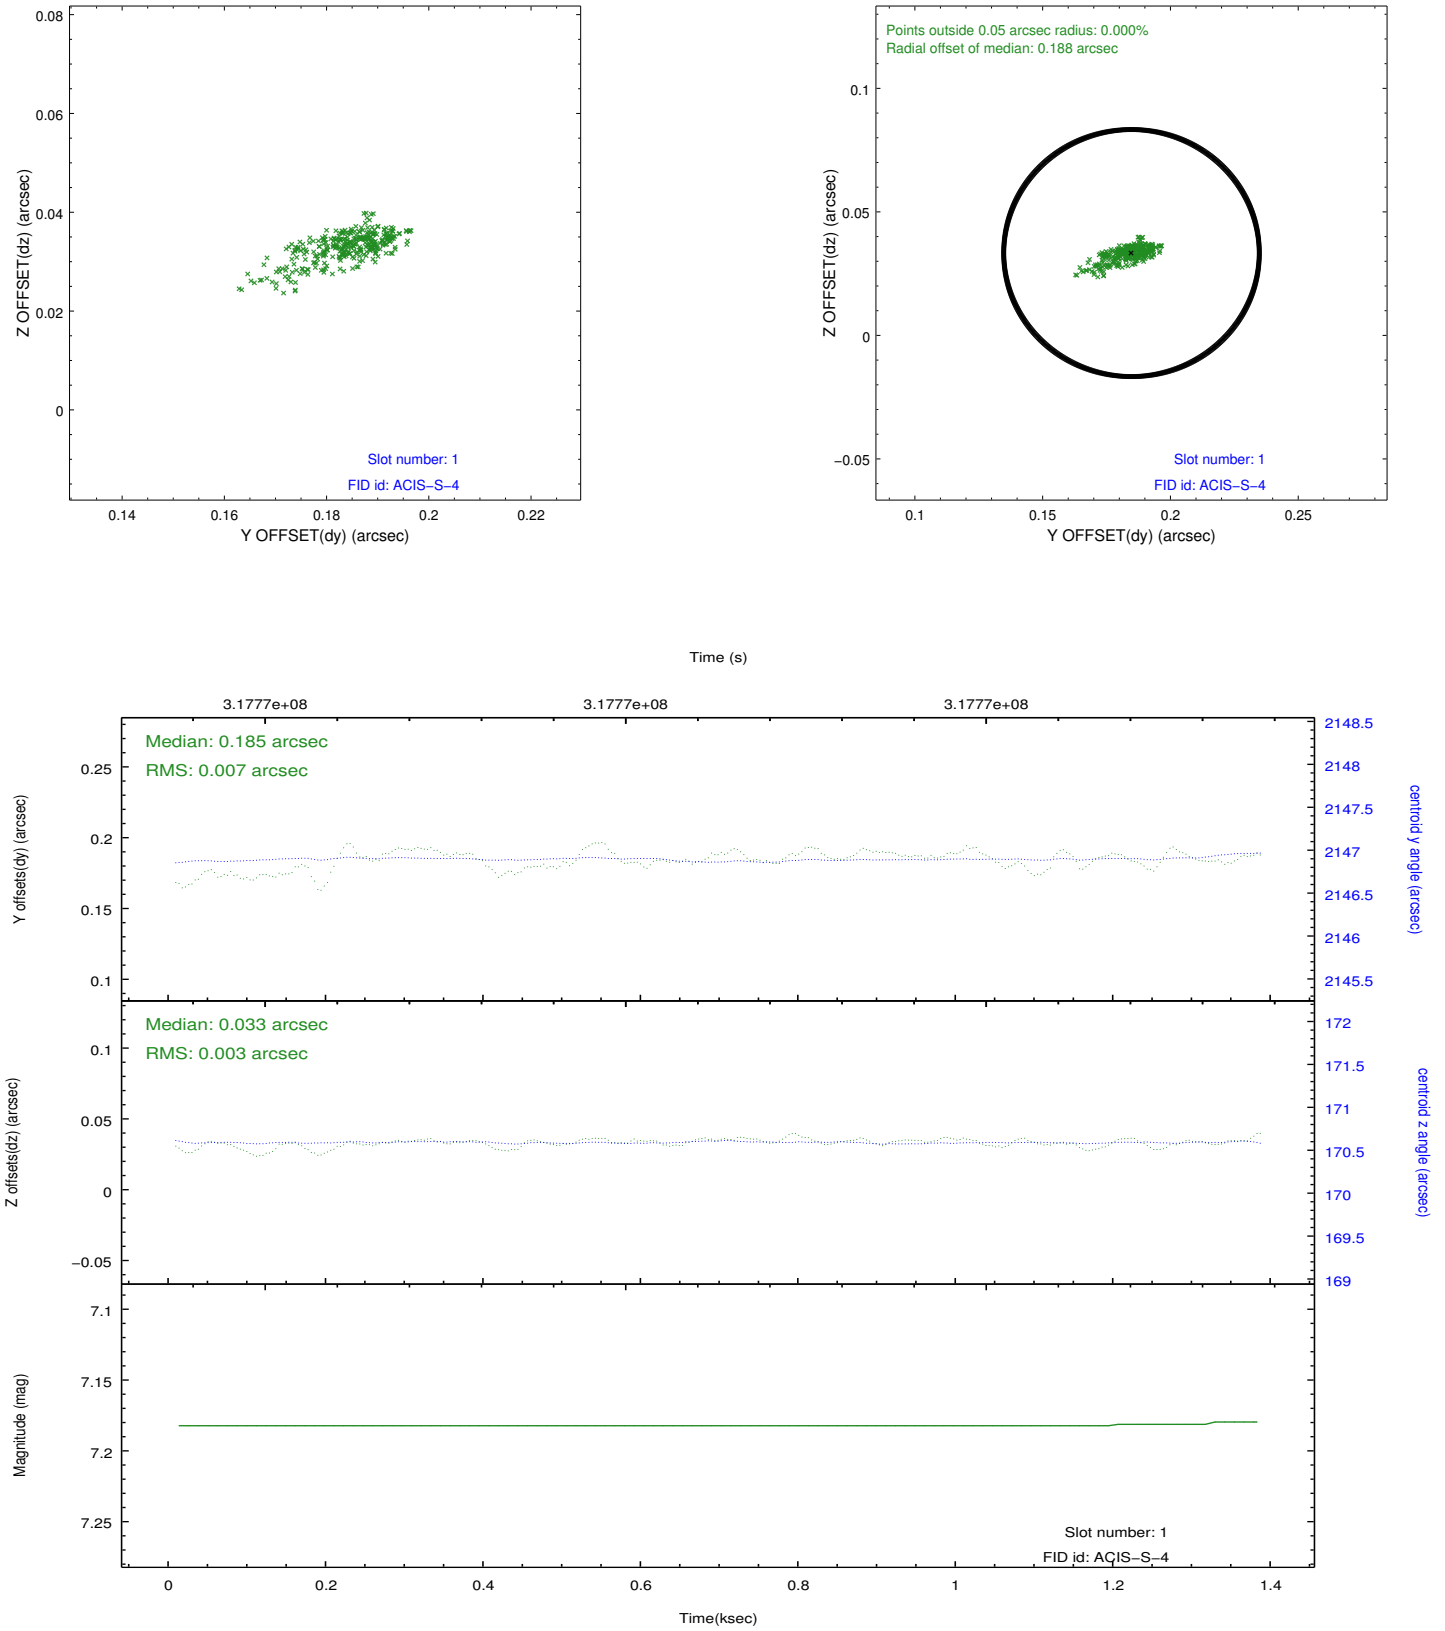 0.08
0.06
0.04
0.02
0
Z OFFSET(dz) (arcsec)
Slot number: 1
FID id: ACIS−S−4
0.14
0.16
0.18
0.2
0.22
Y OFFSET(dy) (arcsec)
Points outside 0.05 arcsec radius: 0.000%
Radial offset of median: 0.188 arcsec
0.1
0.05
0
−0.05
Z OFFSET(dz) (arcsec)
Slot number: 1
FID id: ACIS−S−4
0.1
0.15
0.2
0.25
Y OFFSET(dy) (arcsec)
Time (s)
3.1777e+08
3.1777e+08
3.1777e+08
Median: 0.185 arcsec
RMS: 0.007 arcsec
0.25
0.2
0.15
0.1
Y offsets(dy) (arcsec)
2148.5
2148
2147.5
2147
2146.5
2146
2145.5
centroid y angle (arcsec)
Median: 0.033 arcsec
RMS: 0.003 arcsec
0.1
0.05
0
−0.05
Z offsets(dz) (arcsec)
172
171.5
171
170.5
170
169.5
169
centroid z angle (arcsec)
7.1
7.15
7.2
7.25
Magnitude (mag)
Slot number: 1
FID id: ACIS−S−4
0
0.2
0.4
0.6
0.8
1
1.2
1.4
Time(ksec)